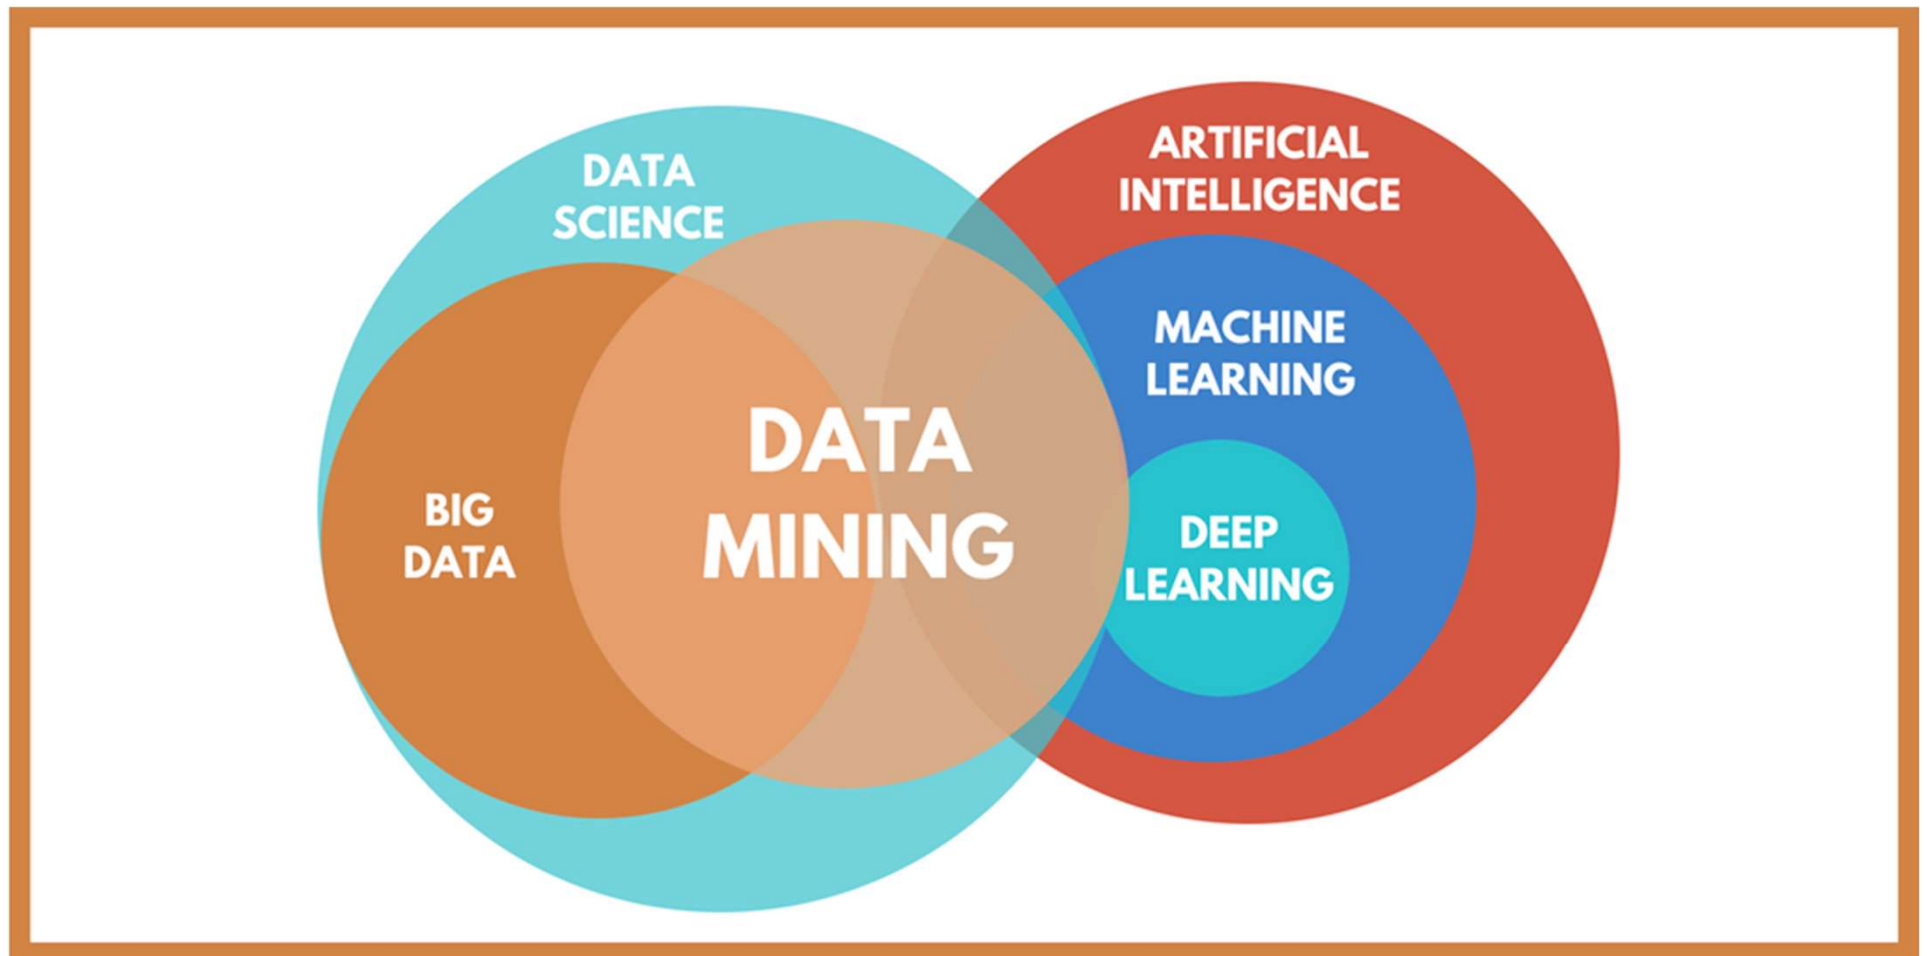 DATA
SCIENCE
ARTIFICIAL
INTELLIGENCE
MACHINE
LEARNING
DATA
MINING
BIG
DATA
DEEP
LEARNING